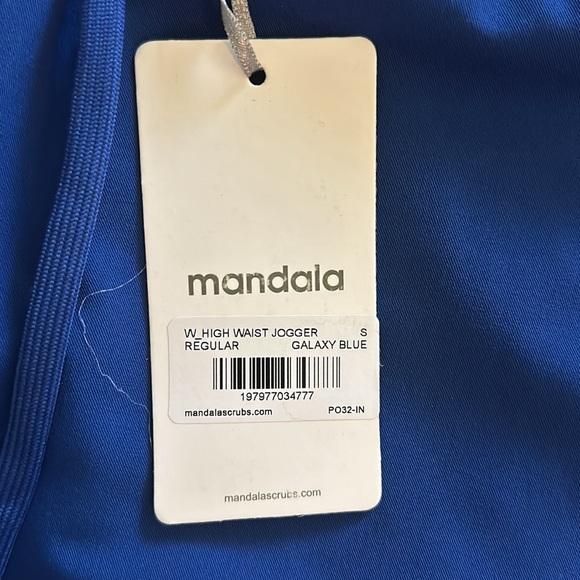 mandala
W_HIGH WAIST JOGGER S
REGULAR GALAXY BLUE
197977034777
mandalascrubs.com PO32-IN
mandalascrubs.com